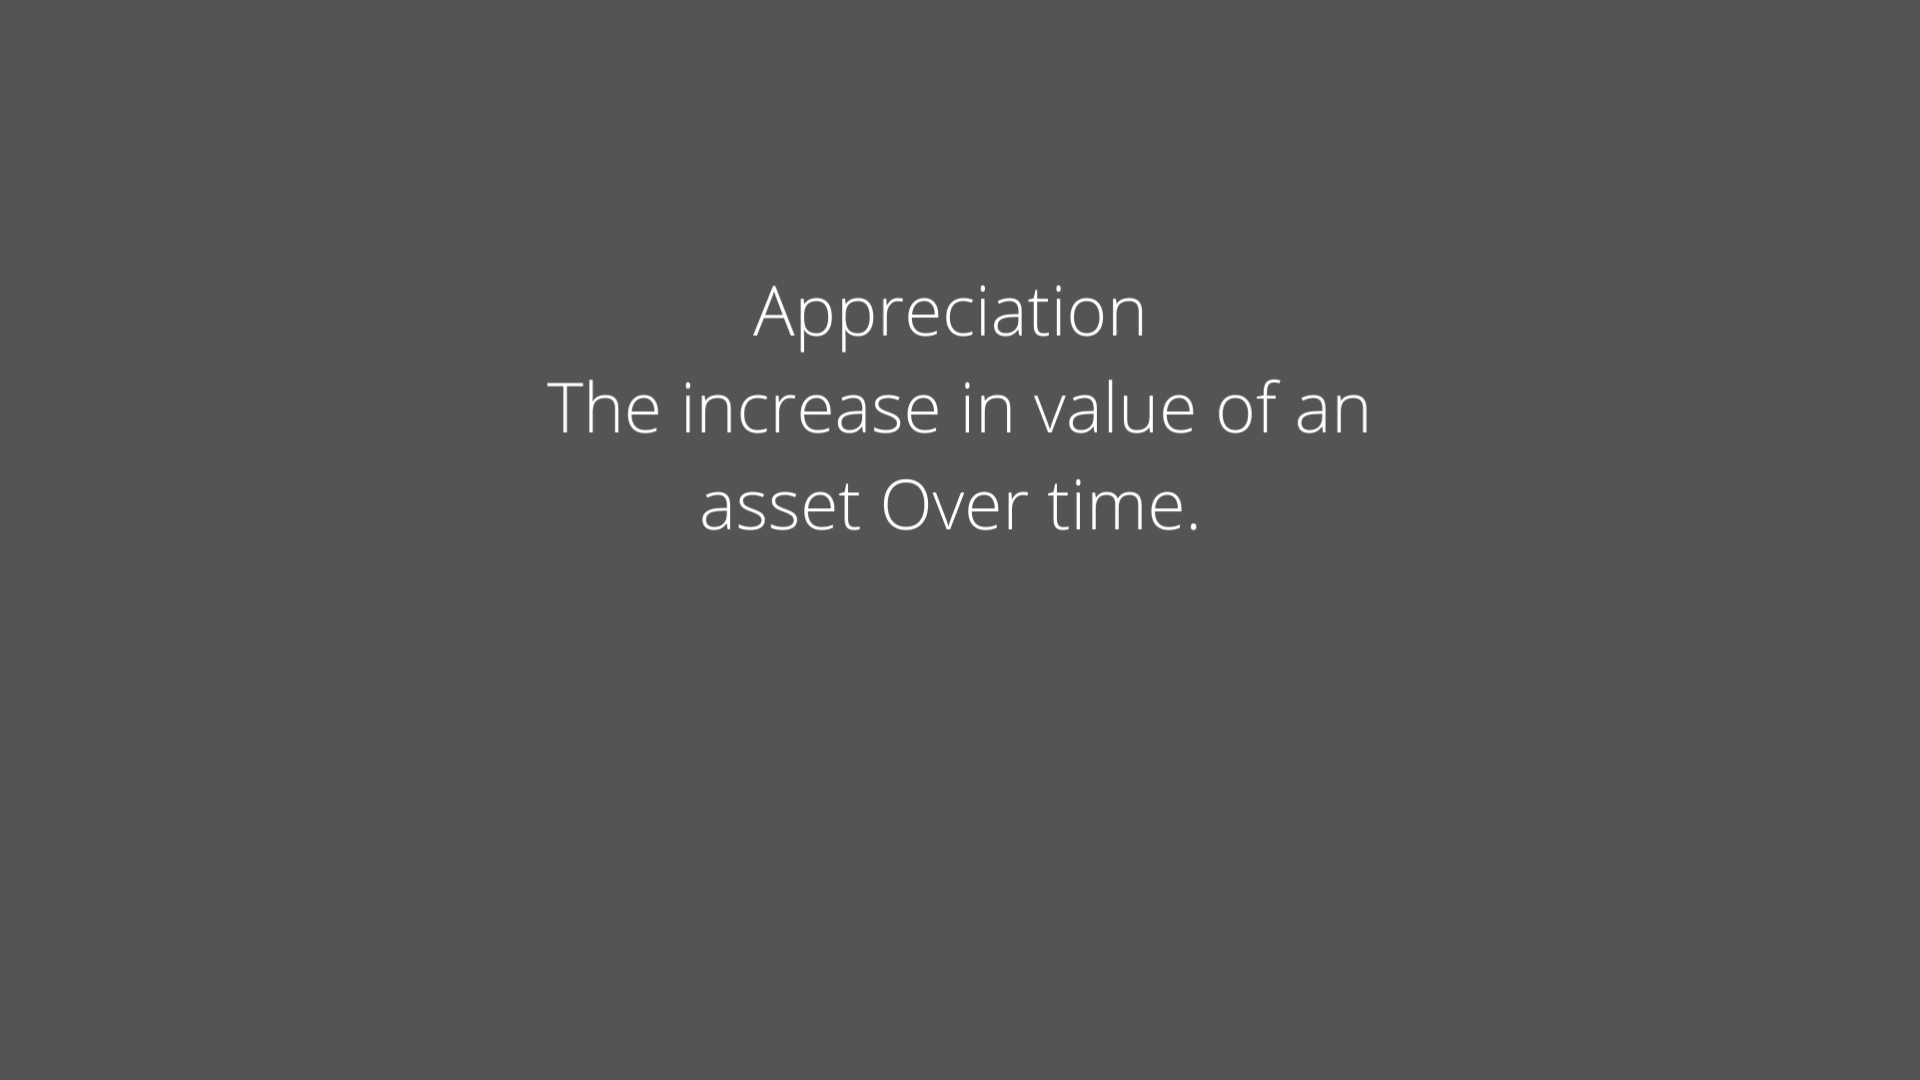 Appreciation
The increase in value of an
asset Over time.